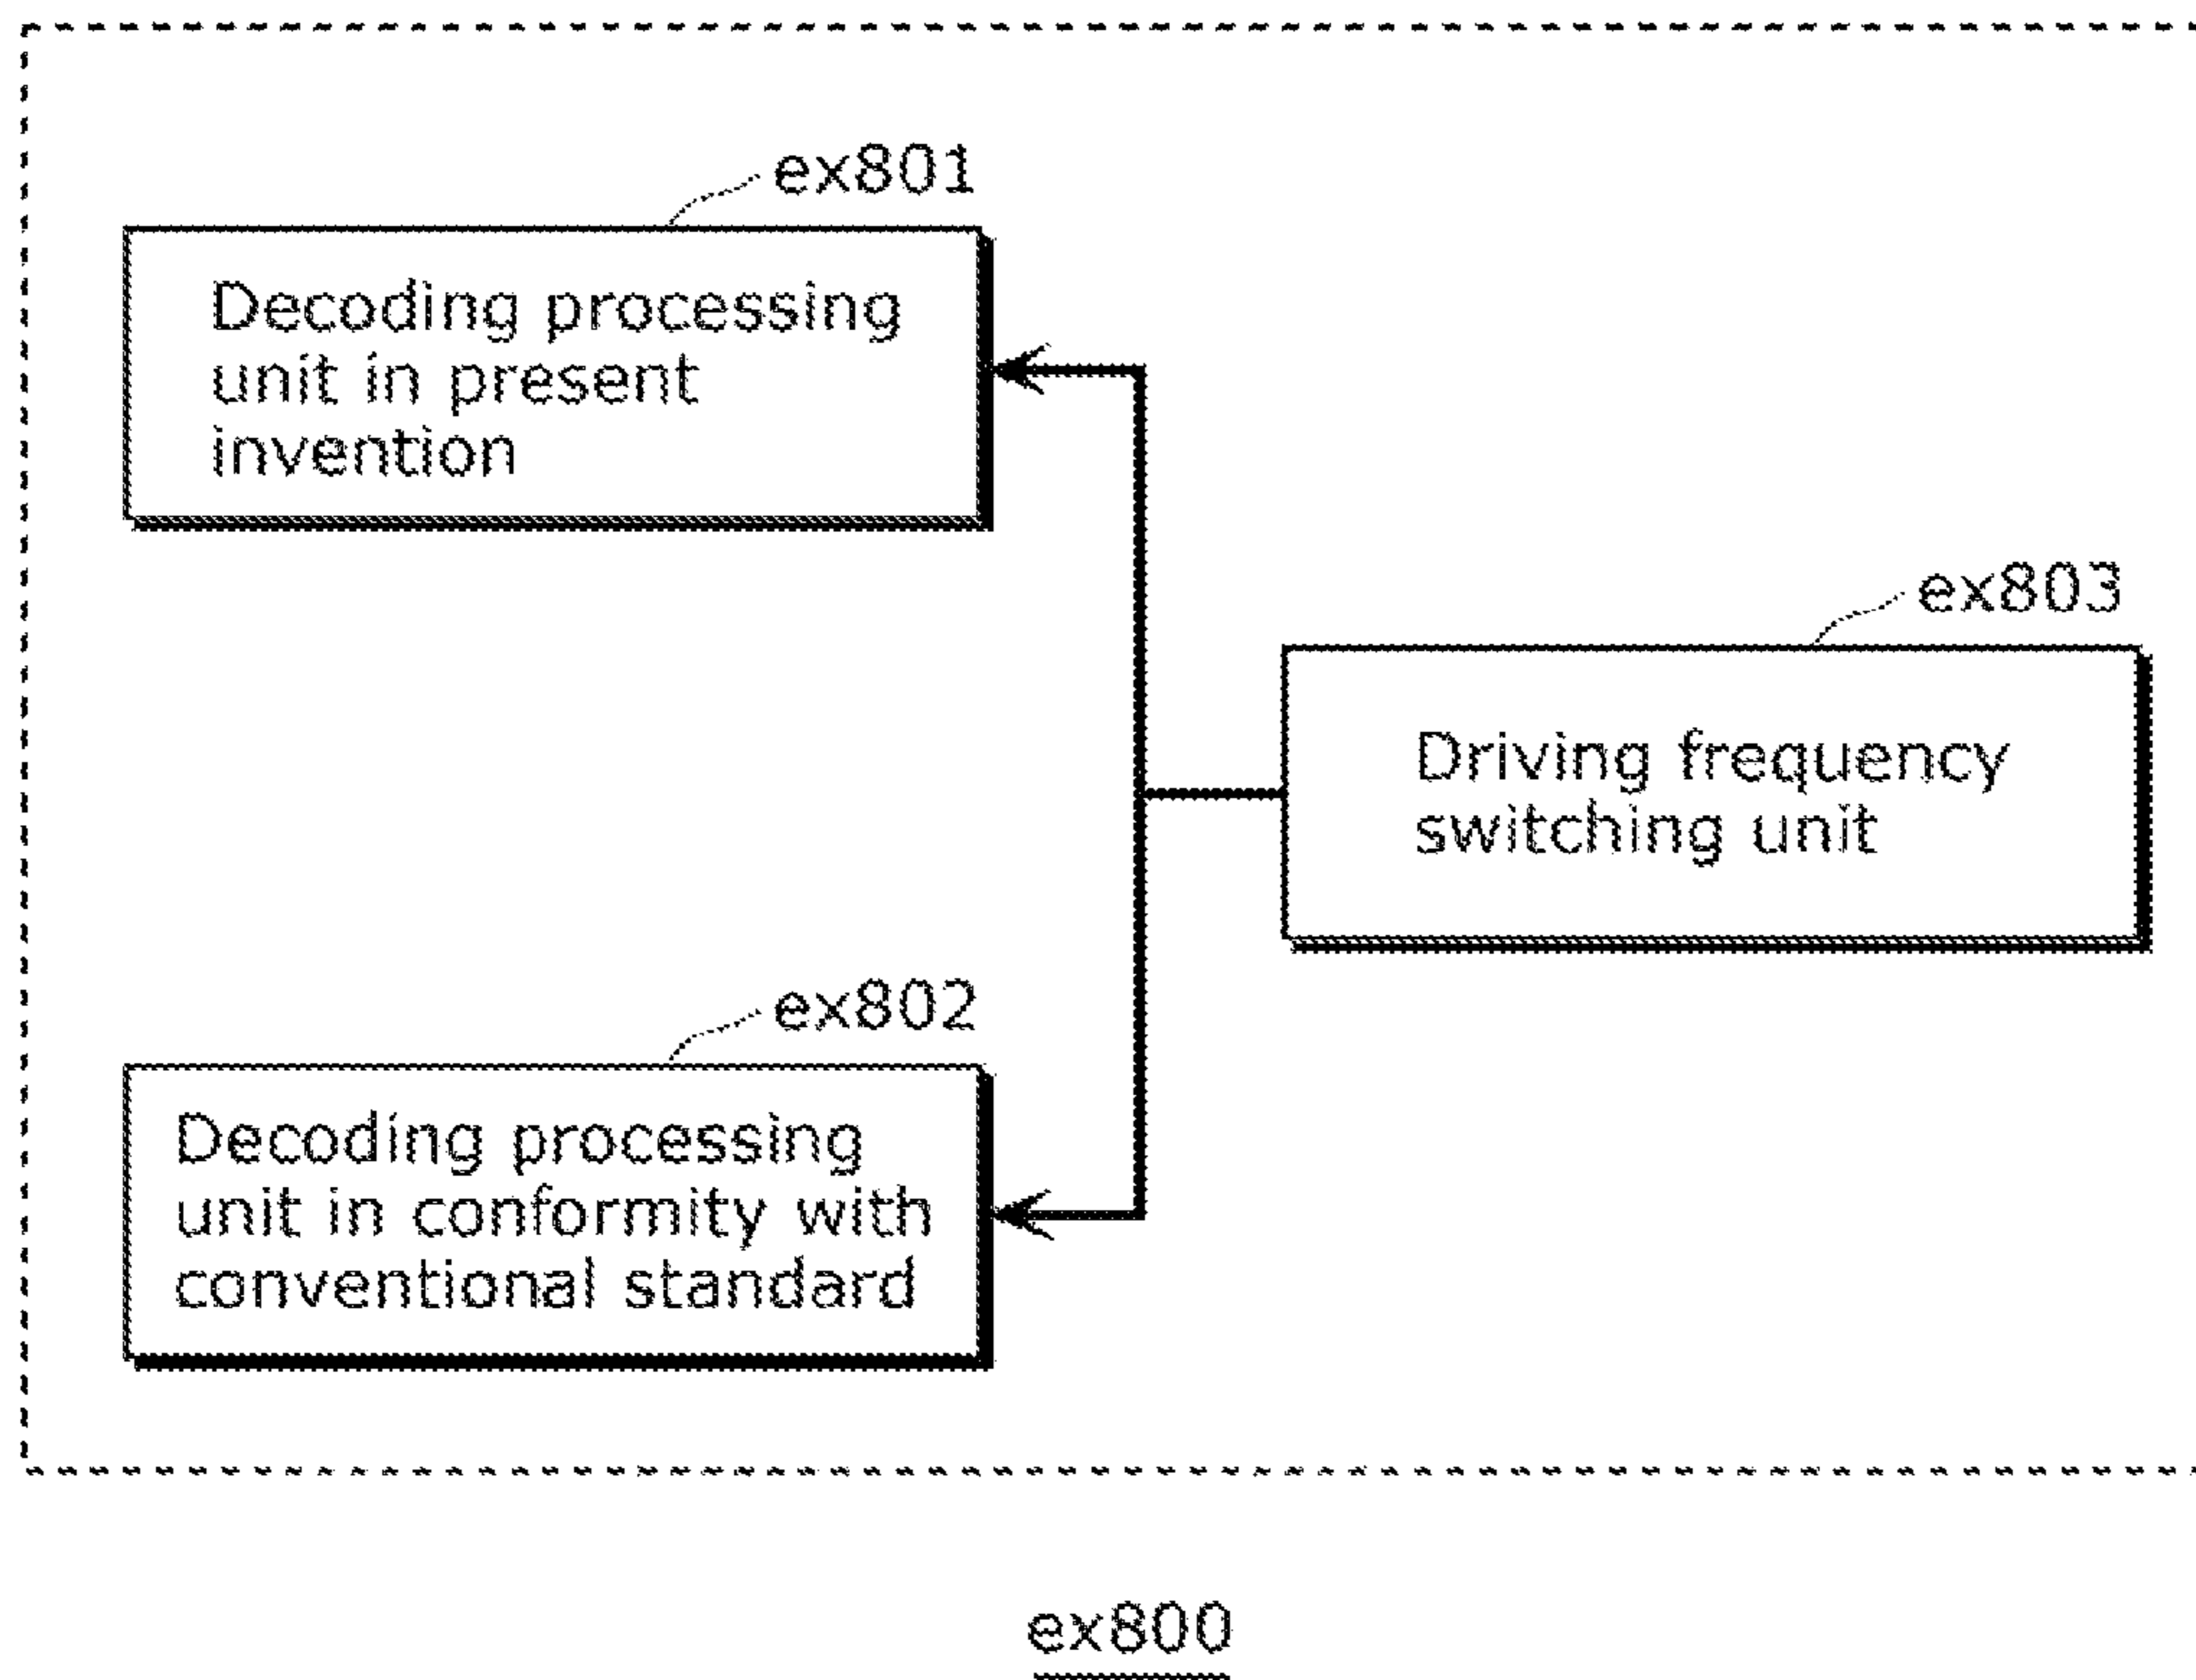 ex801
Decoding processing
unit in present
invention
ex803
Driving frequency
switching unit
ex802
Decoding processing
unit in conformity with
conventional standard
ex800